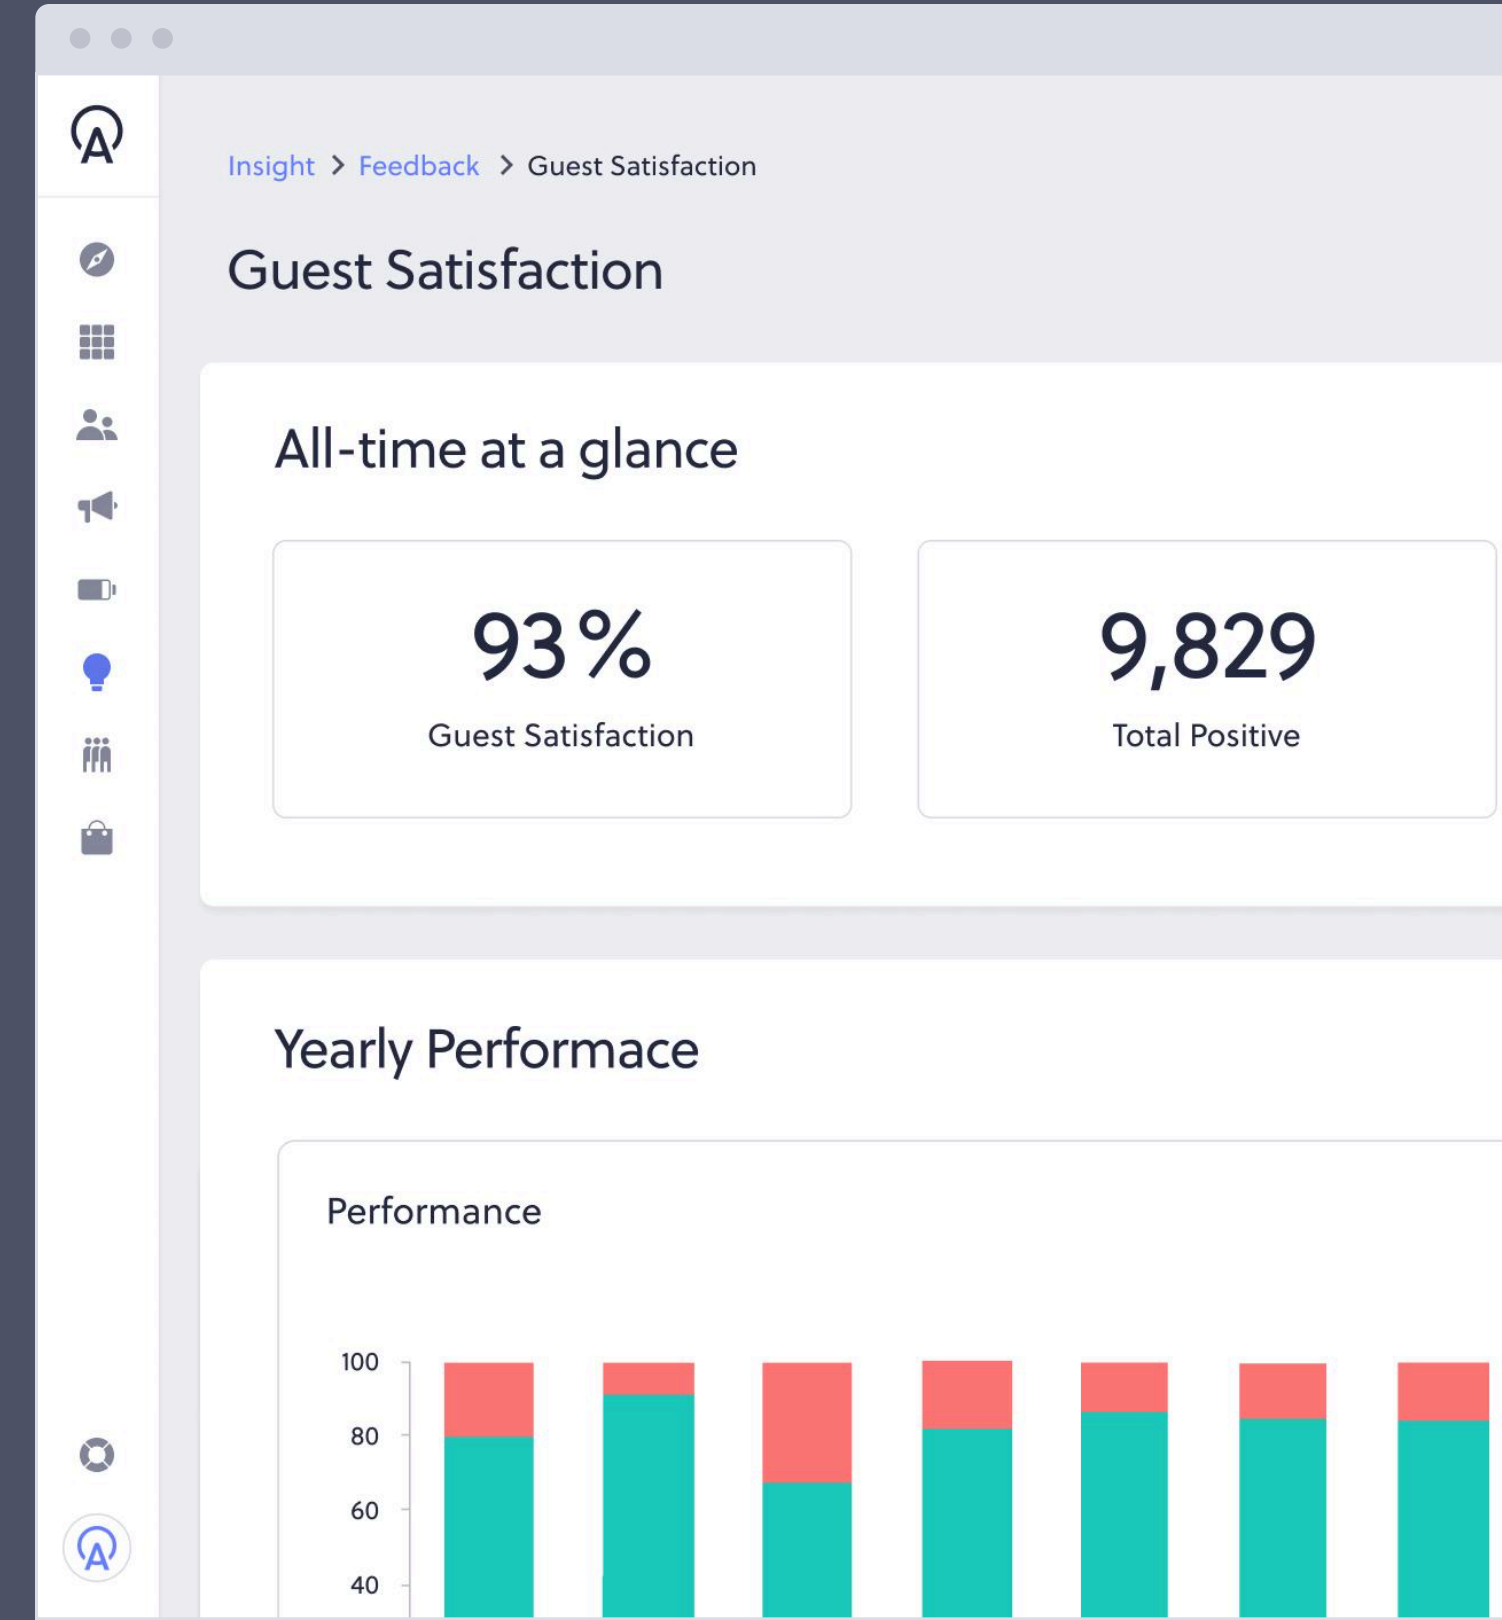 Insight > Feedback > Guest Satisfaction
Guest Satisfaction
All-time at a glance
93%
Guest Satisfaction
9,829
Total Positive
Yearly Performace
Performance
100
80
60
40